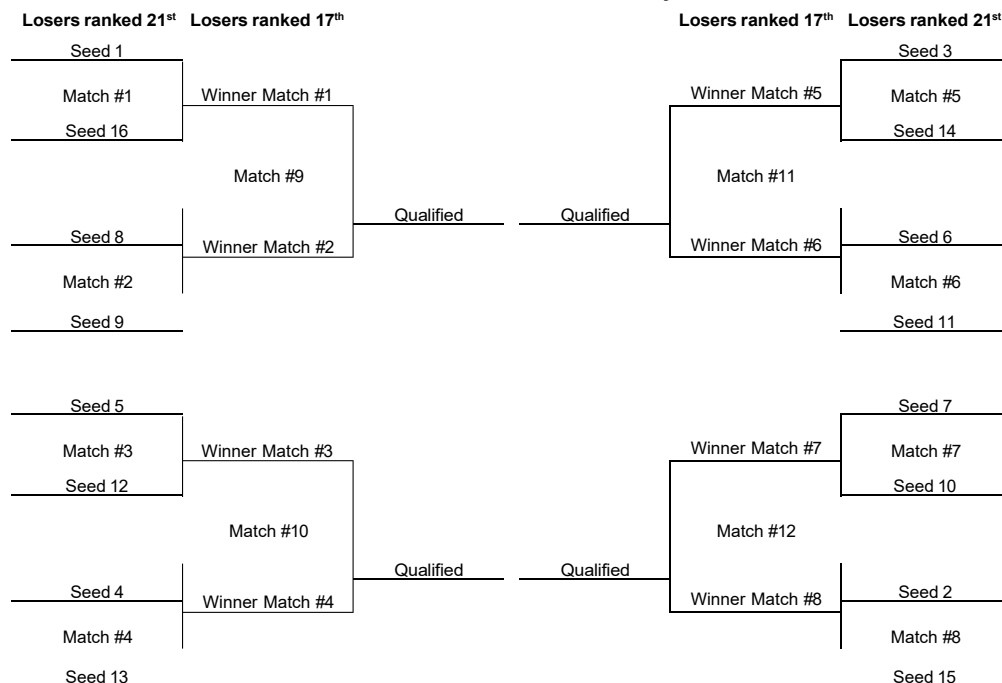 Losers ranked 21st Losers ranked 17th Losers ranked 17th Losers ranked 21st
Seed 1 Seed 3
Match #1 Winner Match #1 Winner Match #5 Match #5
Seed 16 Seed 14
Match #9 Match #11
Qualified Qualified
Seed 8 Winner Match #2 Winner Match #6 Seed 6
Match #2 Match #6
Seed 9 Seed 11
Seed 5 Seed 7
Match #3 Winner Match #3 Winner Match #7 Match #7
Seed 12 Seed 10
Match #10 Match #12
Qualified Qualified
Seed 4 Winner Match #4 Winner Match #8 Seed 2
Match #4 Match #8
Seed 13 Seed 15